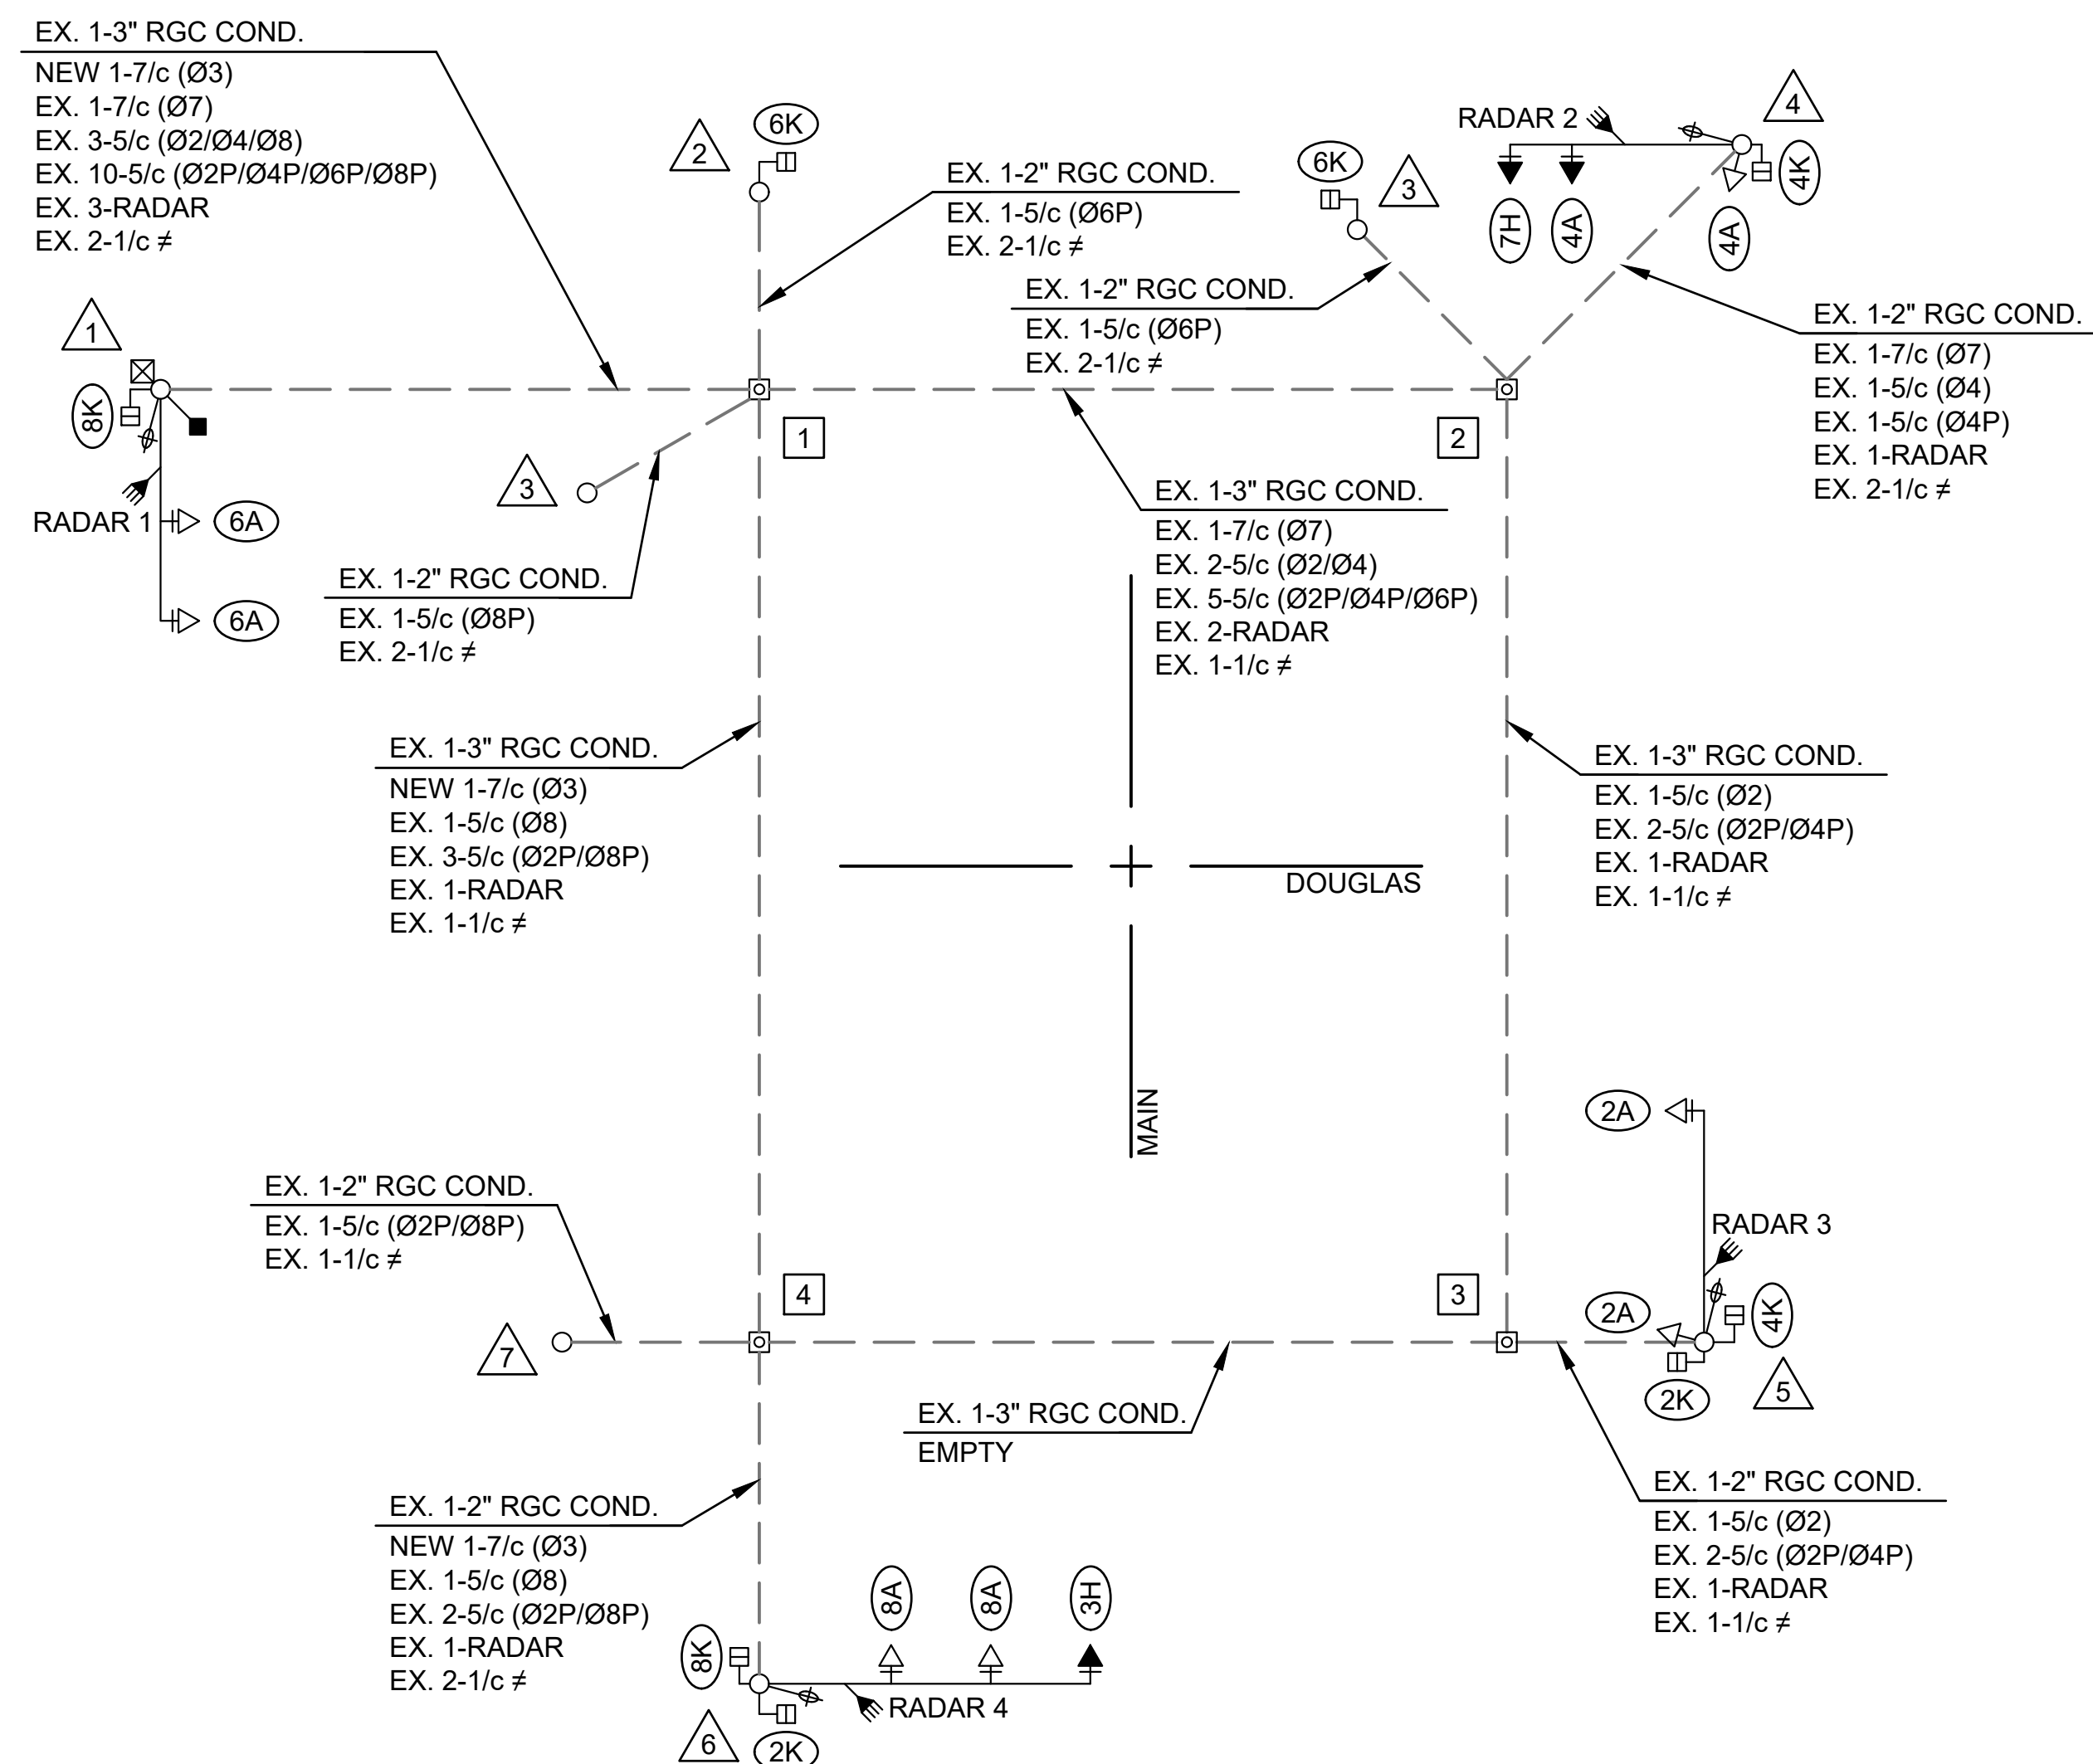 EX. 1-3" RGC COND.
NEW 1-7/c (Ø3)
EX. 1-7/c (Ø7)
EX. 3-5/c (Ø2/Ø4/Ø8)
EX. 10-5/c (Ø2P/Ø4P/Ø6P/Ø8P)
EX. 3-RADAR
EX. 2-1/c ≠
2
6K
EX. 1-2" RGC COND.
EX. 1-5/c (Ø6P)
EX. 2-1/c ≠
6K
3
RADAR 2
4
7H
4A
4A
4K
EX. 1-2" RGC COND.
EX. 1-5/c (Ø6P)
EX. 2-1/c ≠
EX. 1-2" RGC COND.
EX. 1-7/c (Ø7)
EX. 1-5/c (Ø4)
EX. 1-5/c (Ø4P)
EX. 1-RADAR
EX. 2-1/c ≠
1
8K
RADAR 1
6A
6A
3
1
2
EX. 1-2" RGC COND.
EX. 1-5/c (Ø8P)
EX. 2-1/c ≠
EX. 1-3" RGC COND.
EX. 1-7/c (Ø7)
EX. 2-5/c (Ø2/Ø4)
EX. 5-5/c (Ø2P/Ø4P/Ø6P)
EX. 2-RADAR
EX. 1-1/c ≠
EX. 1-3" RGC COND.
NEW 1-7/c (Ø3)
EX. 1-5/c (Ø8)
EX. 3-5/c (Ø2P/Ø8P)
EX. 1-RADAR
EX. 1-1/c ≠
DOUGLAS
MAIN
EX. 1-3" RGC COND.
EX. 1-5/c (Ø2)
EX. 2-5/c (Ø2P/Ø4P)
EX. 1-RADAR
EX. 1-1/c ≠
EX. 1-2" RGC COND.
EX. 1-5/c (Ø2P/Ø8P)
EX. 1-1/c ≠
7
4
3
2A
RADAR 3
2A
4K
2K
5
EX. 1-3" RGC COND.
EMPTY
EX. 1-2" RGC COND.
EX. 1-5/c (Ø2)
EX. 2-5/c (Ø2P/Ø4P)
EX. 1-RADAR
EX. 1-1/c ≠
EX. 1-2" RGC COND.
NEW 1-7/c (Ø3)
EX. 1-5/c (Ø8)
EX. 2-5/c (Ø2P/Ø8P)
EX. 1-RADAR
EX. 2-1/c ≠
8K
8A
8A
3H
RADAR 4
6
2K